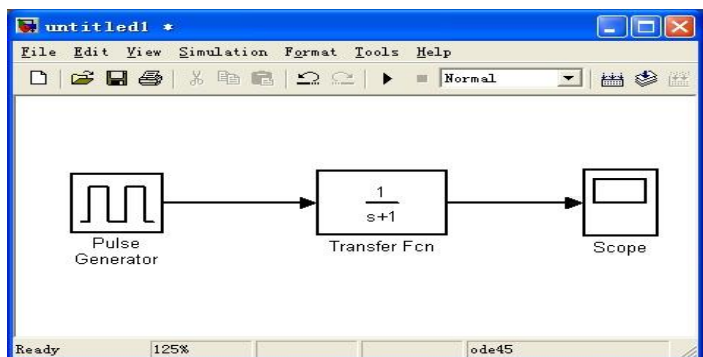 untitled1 *
File Edit View Simulation Format Tools Help
Normal
1
s+1
Pulse
Generator
Transfer Fcn
Scope
Ready 125% ode45